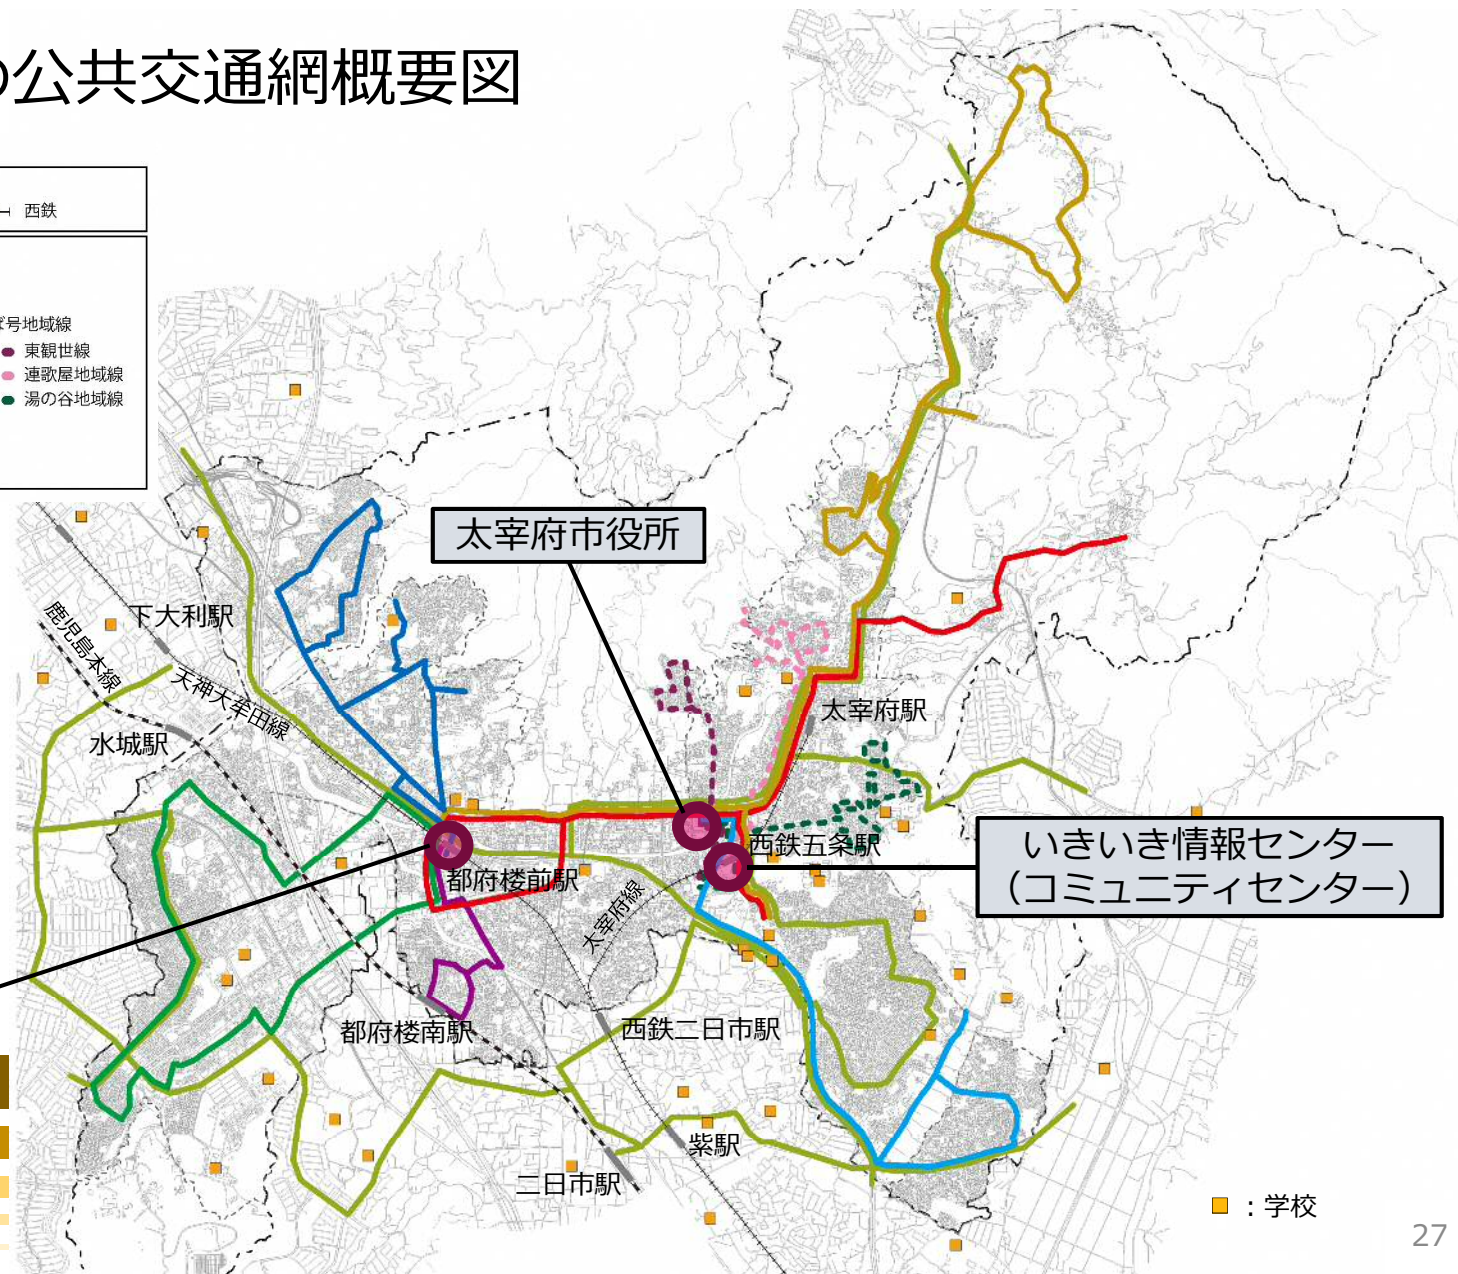 の公共交通網概要図
西鉄
号地域線
東観世線
連歌屋地域線
湯の谷地域線
太宰府市役所
下大利駅
鹿児島本線
天神大牟田線
水城駅
太宰府駅
西鉄五条駅
いきいき情報センター
（コミュニティセンター）
都府楼前駅
太宰府線
都府楼南駅
西鉄二日市駅
紫駅
二日市駅
：学校
27